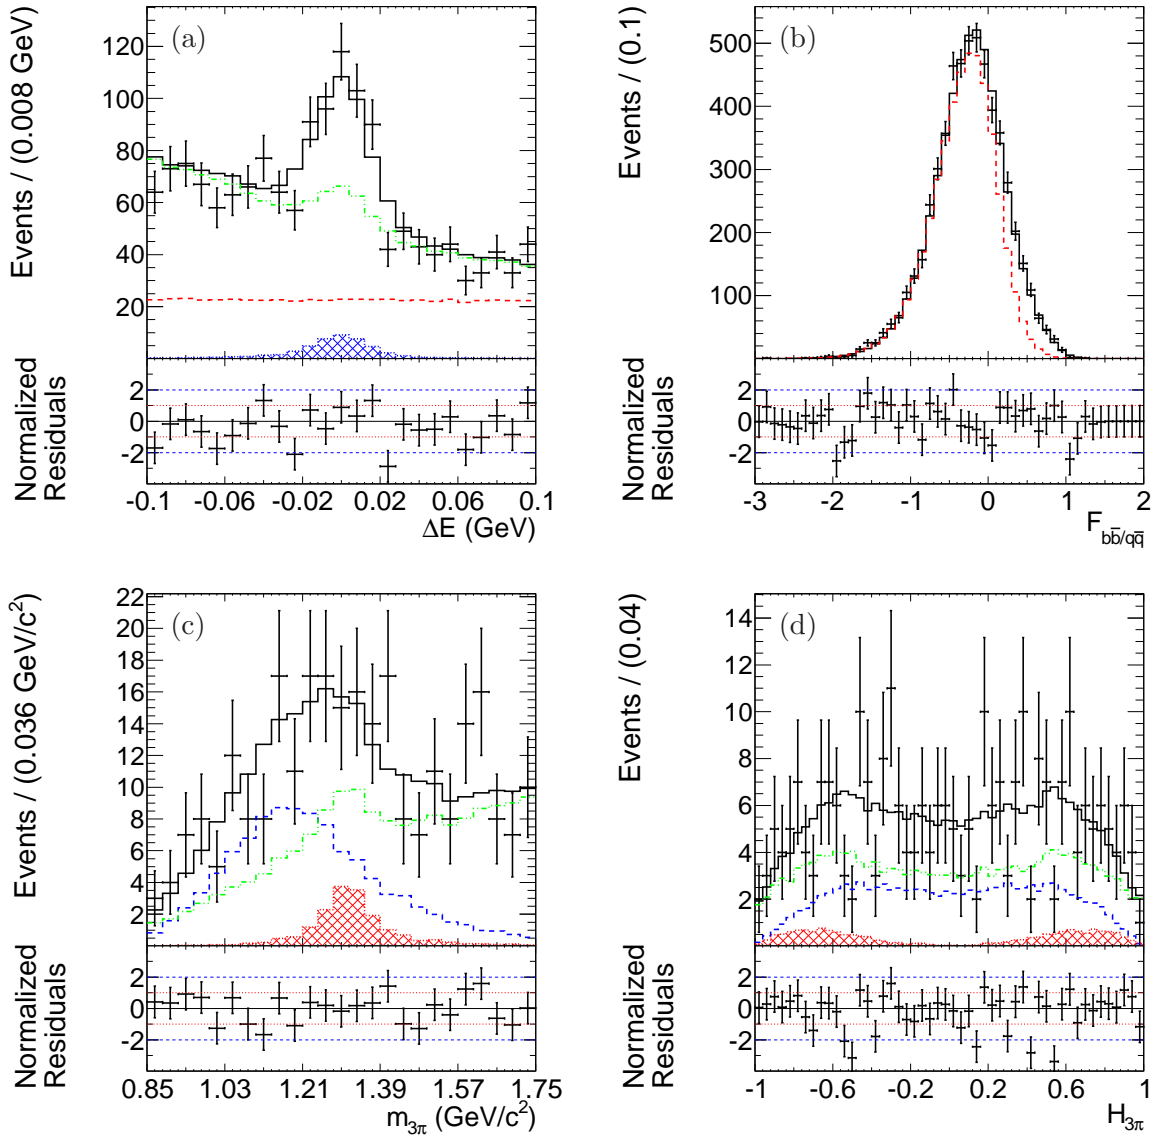 (a)
Events / (0.008 GeV)
120
100
80
60
40
20
Normalized
Residuals
2
0
-2
-0.1 -0.06 -0.02 0.02 0.06 0.1
ΔE (GeV)
(b)
Events / (0.1)
500
400
300
200
100
Normalized
Residuals
2
0
-2
-3 -2 -1 0 1 2
F_{bb̄/qq̄}
(c)
Events / (0.036 GeV/c²)
22
20
18
16
14
12
10
8
6
4
2
Normalized
Residuals
2
0
-2
0.85 1.03 1.21 1.39 1.57 1.75
m_{3π} (GeV/c²)
(d)
Events / (0.04)
14
12
10
8
6
4
2
Normalized
Residuals
2
0
-2
-1 -0.6 -0.2 0.2 0.6 1
H_{3π}